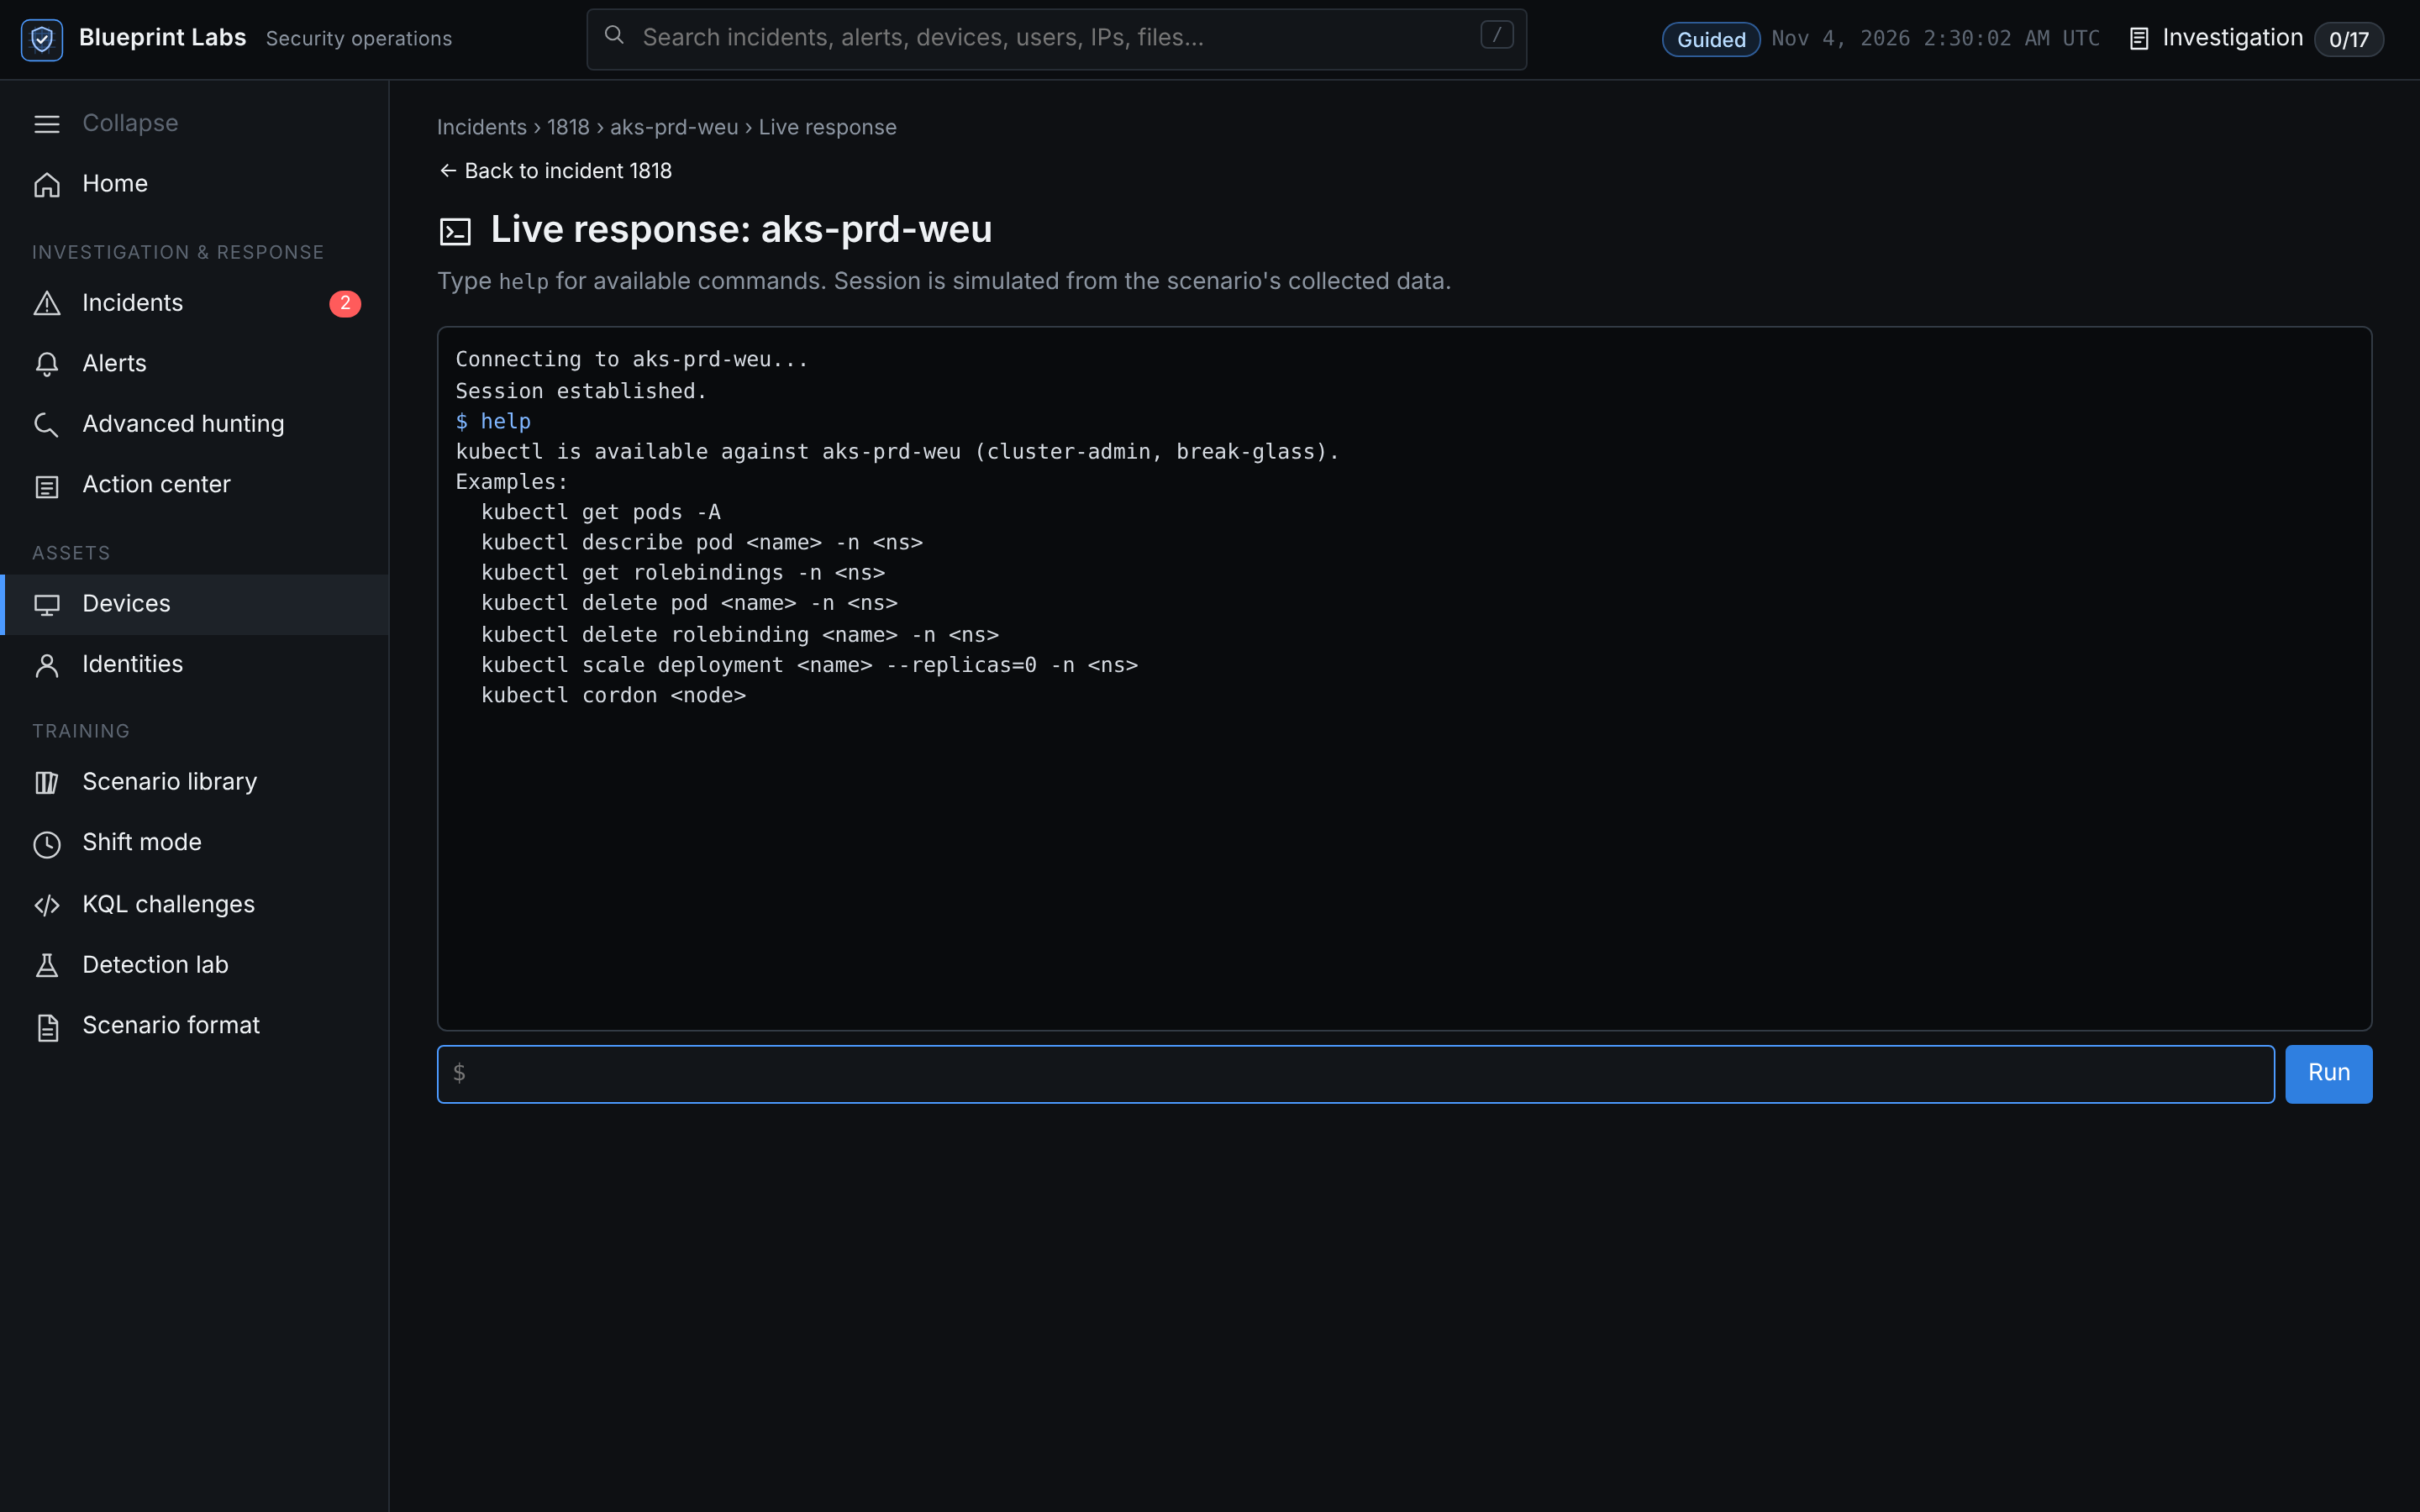 Blueprint Labs Security operations
Search incidents, alerts, devices, users, IPs, files... /
Guided Nov 4, 2026 2:30:02 AM UTC Investigation 0/17
Collapse
Home
INVESTIGATION & RESPONSE
Incidents 2
Alerts
Advanced hunting
Action center
ASSETS
Devices
Identities
TRAINING
Scenario library
Shift mode
KQL challenges
Detection lab
Scenario format
Incidents › 1818 › aks-prd-weu › Live response
← Back to incident 1818
Live response: aks-prd-weu
Type help for available commands. Session is simulated from the scenario's collected data.
Connecting to aks-prd-weu...
Session established.
$ help
kubectl is available against aks-prd-weu (cluster-admin, break-glass).
Examples:
  kubectl get pods -A
  kubectl describe pod <name> -n <ns>
  kubectl get rolebindings -n <ns>
  kubectl delete pod <name> -n <ns>
  kubectl delete rolebinding <name> -n <ns>
  kubectl scale deployment <name> --replicas=0 -n <ns>
  kubectl cordon <node>
$
Run